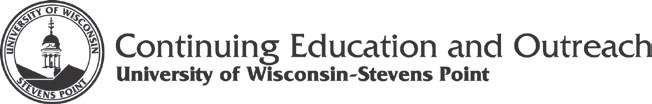 UNIVERSITY OF WISCONSIN
STEVENS POINT
Continuing Education and Outreach
University of Wisconsin-Stevens Point